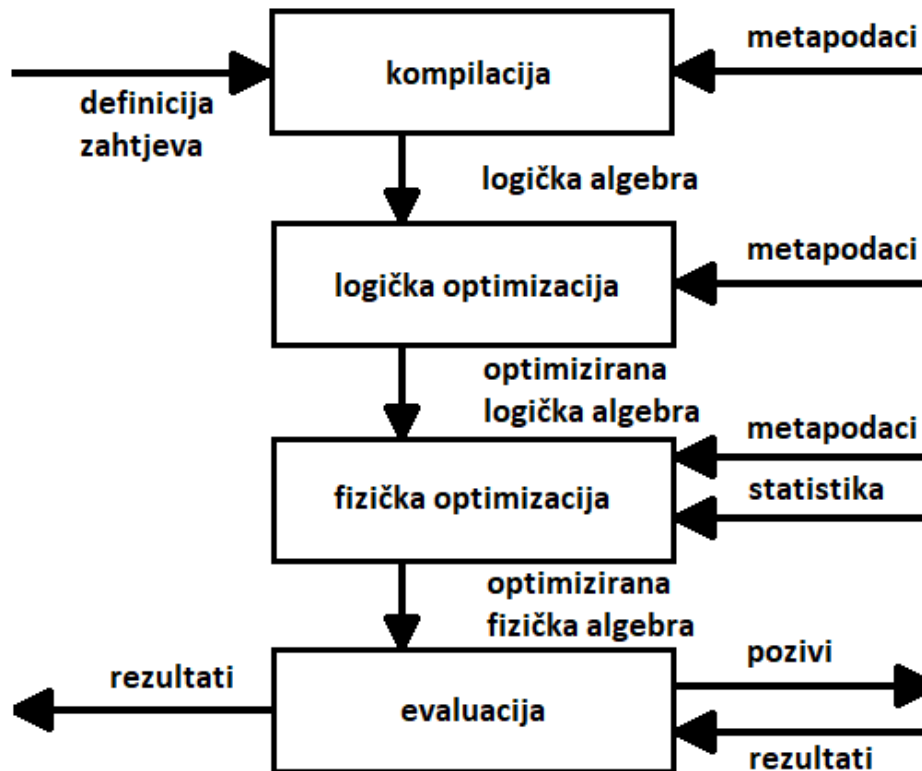 metapodaci
kompilacija
definicija
zahtjeva
logička algebra
metapodaci
logička optimizacija
optimizirana
logička algebra
metapodaci
statistika
fizička optimizacija
optimizirana
fizička algebra
pozivi
rezultati
evaluacija
rezultati